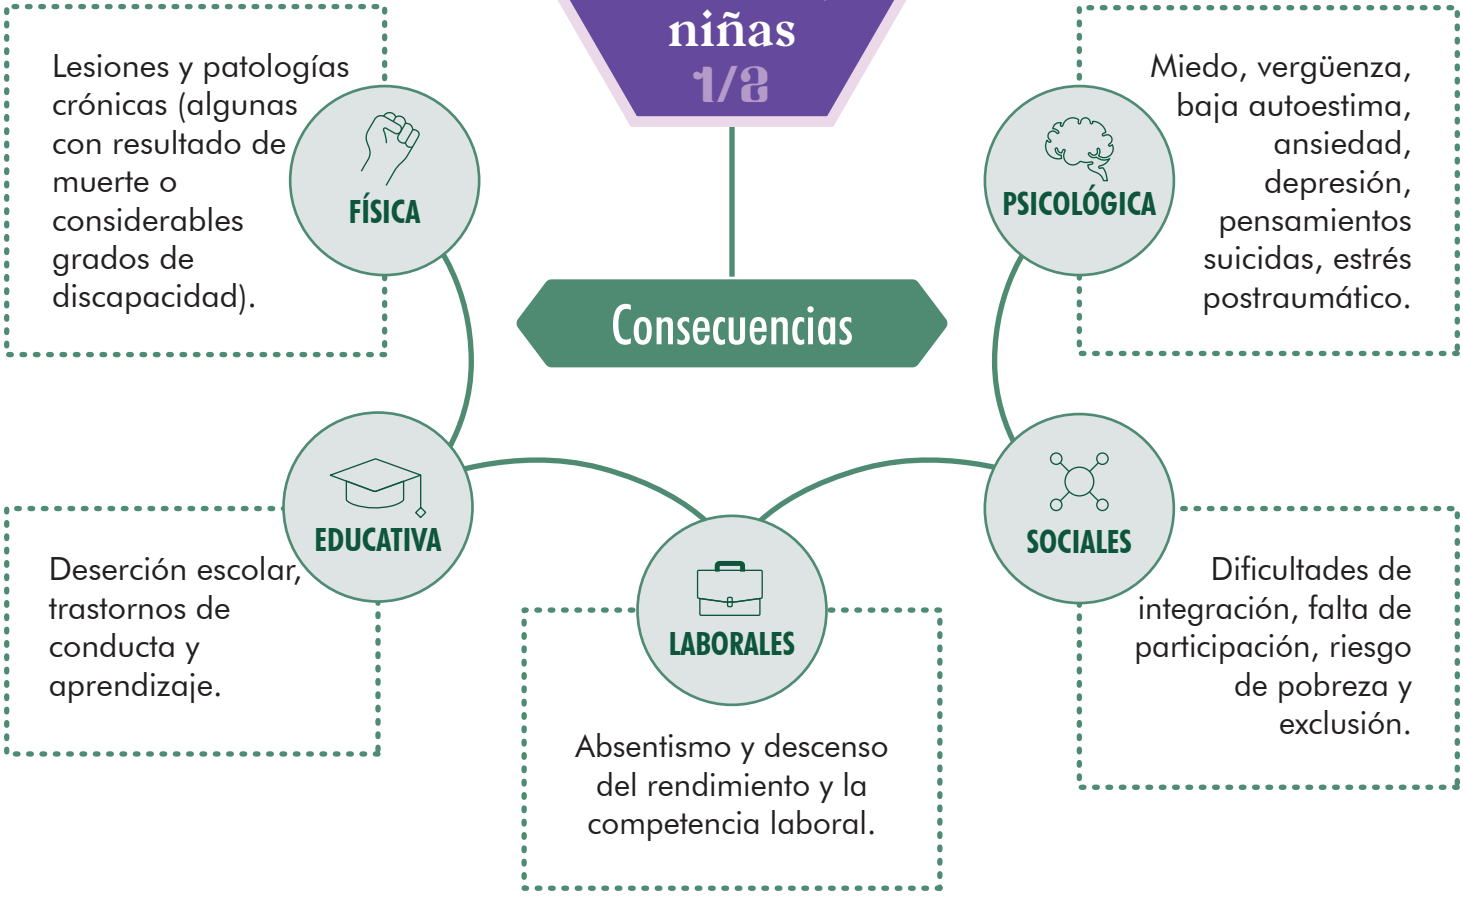 niñas
1/2
Lesiones y patologías
crónicas (algunas
con resultado de
muerte o
considerables
grados de
discapacidad).
FÍSICA
Miedo, vergüenza,
baja autoestima,
ansiedad,
depresión,
pensamientos
suicidas, estrés
postraumático.
PSICOLÓGICA
Consecuencias
EDUCATIVA
Deserción escolar,
trastornos de
conducta y
aprendizaje.
LABORALES
Absentismo y descenso
del rendimiento y la
competencia laboral.
SOCIALES
Dificultades de
integración, falta de
participación, riesgo
de pobreza y
exclusión.